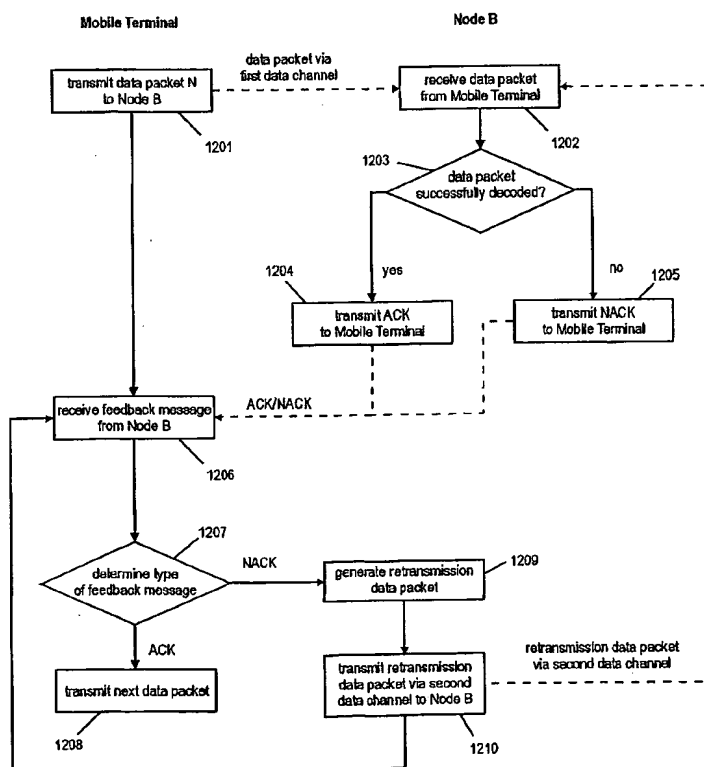 Mobile Terminal
Node B
transmit data packet N
to Node B
1201
data packet via
first data channel
receive data packet
from Mobile Terminal
1202
1203
data packet
successfully decoded?
yes
no
1204
transmit ACK
to Mobile Terminal
1205
transmit NACK
to Mobile Terminal
ACK/NACK
receive feedback message
from Node B
1206
1207
determine type
of feedback message
NACK
ACK
generate retransmission
data packet
1209
transmit next data packet
1208
transmit retransmission
data packet via second
data channel to Node B
1210
retransmission data packet
via second data channel